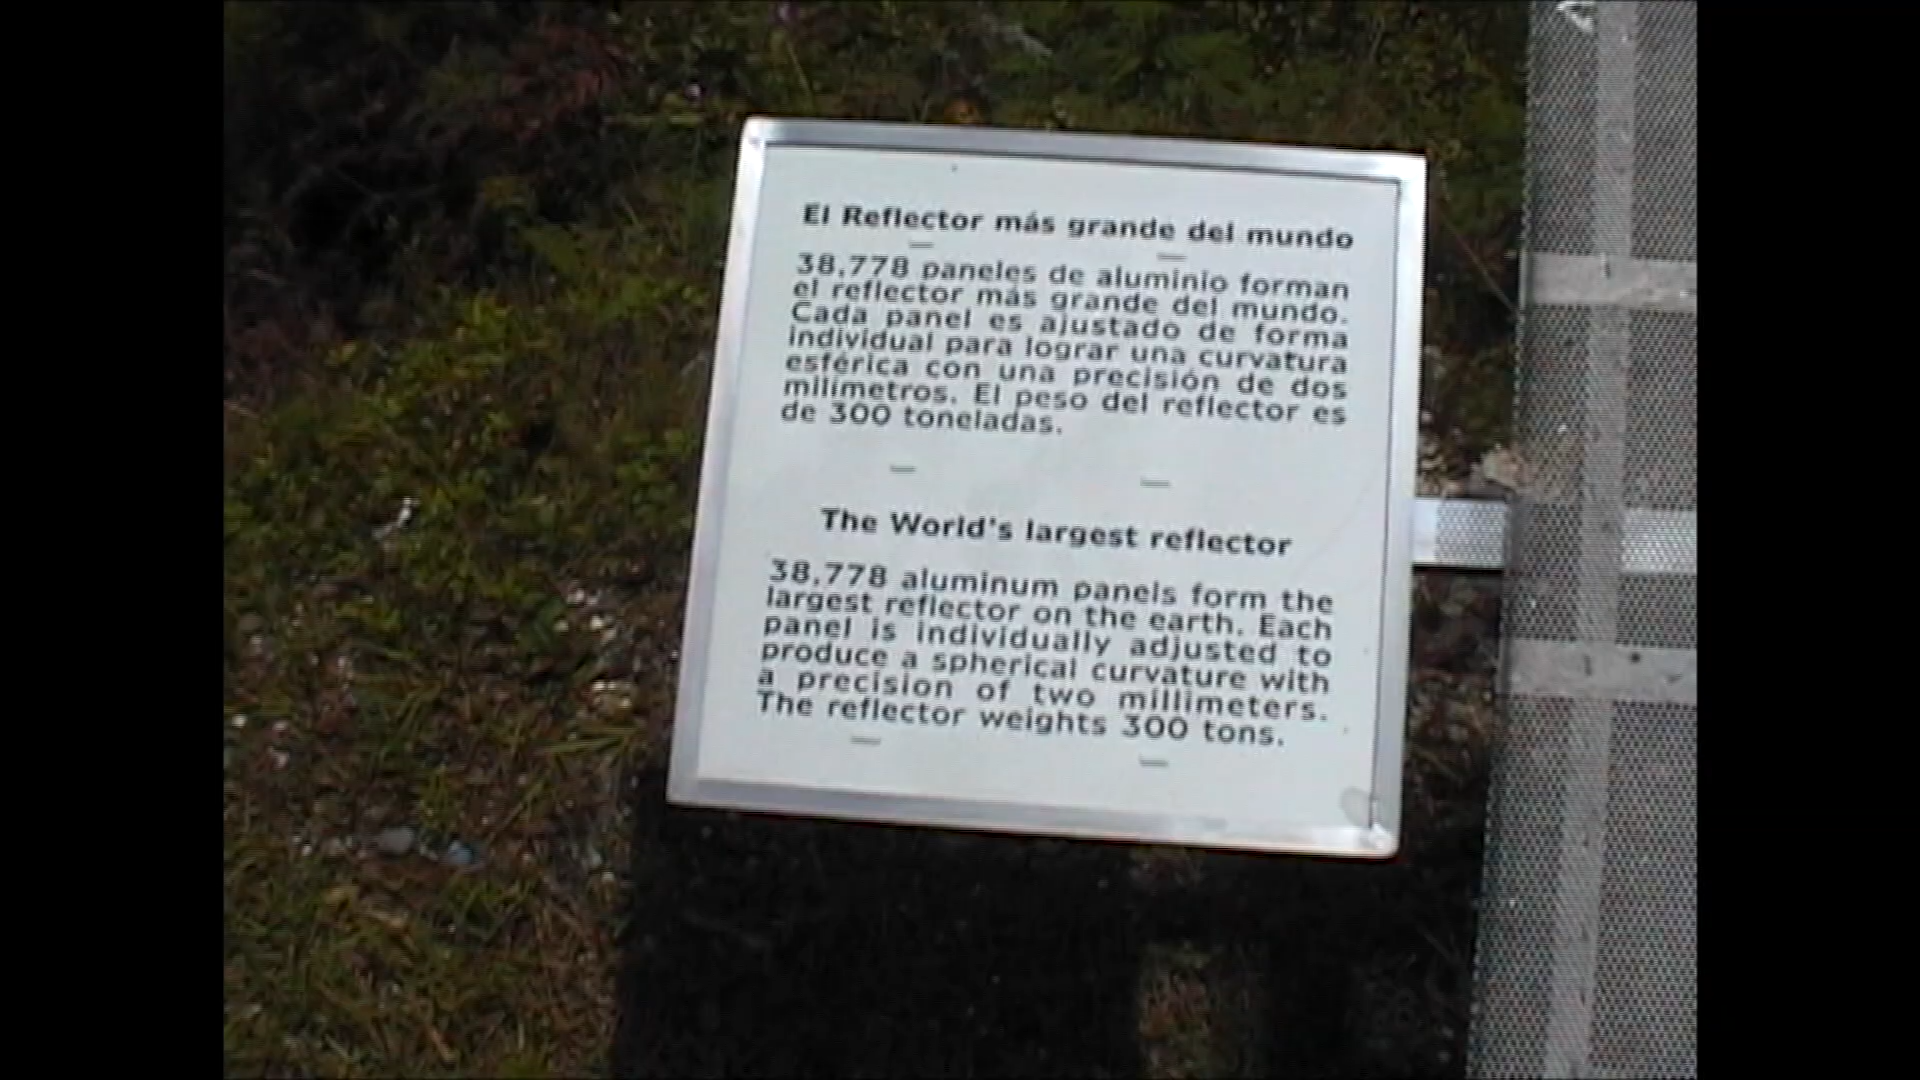 El Reflector más grande del mundo
38,778 paneles de aluminio forman
el reflector más grande del mundo.
Cada panel es ajustado de forma
individual para lograr una curvatura
esférica con una precisión de dos
milímetros. El peso del reflector es
de 300 toneladas.
The World's largest reflector
38,778 aluminum panels form the
largest reflector on the earth. Each
panel is individually adjusted to
produce a spherical curvature with
a precision of two millimeters.
The reflector weights 300 tons.